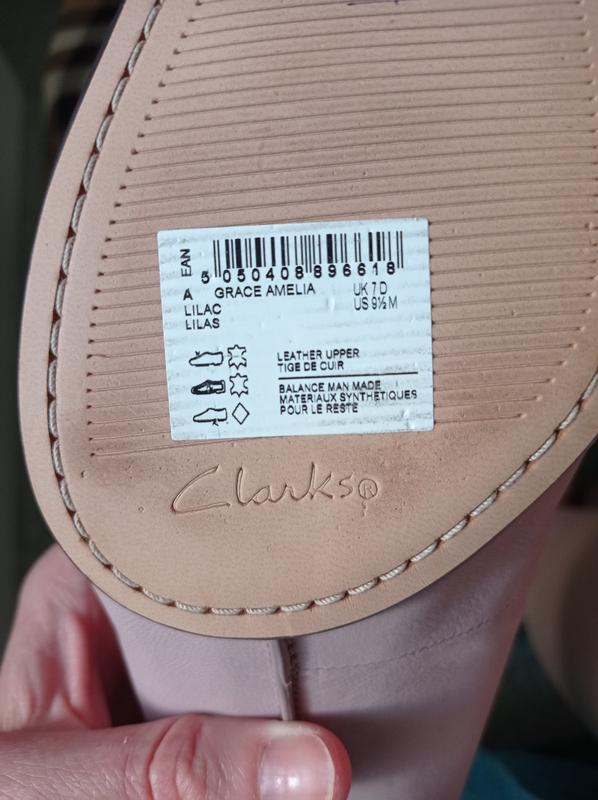 EAN
5 050408 896618
A GRACE AMELIA UK 7 D
LILAC US 9½ M
LILAS
LEATHER UPPER
TIGE DE CUIR
BALANCE MAN MADE
MATERIAUX SYNTHETIQUES
POUR LE RESTE
Clarks®